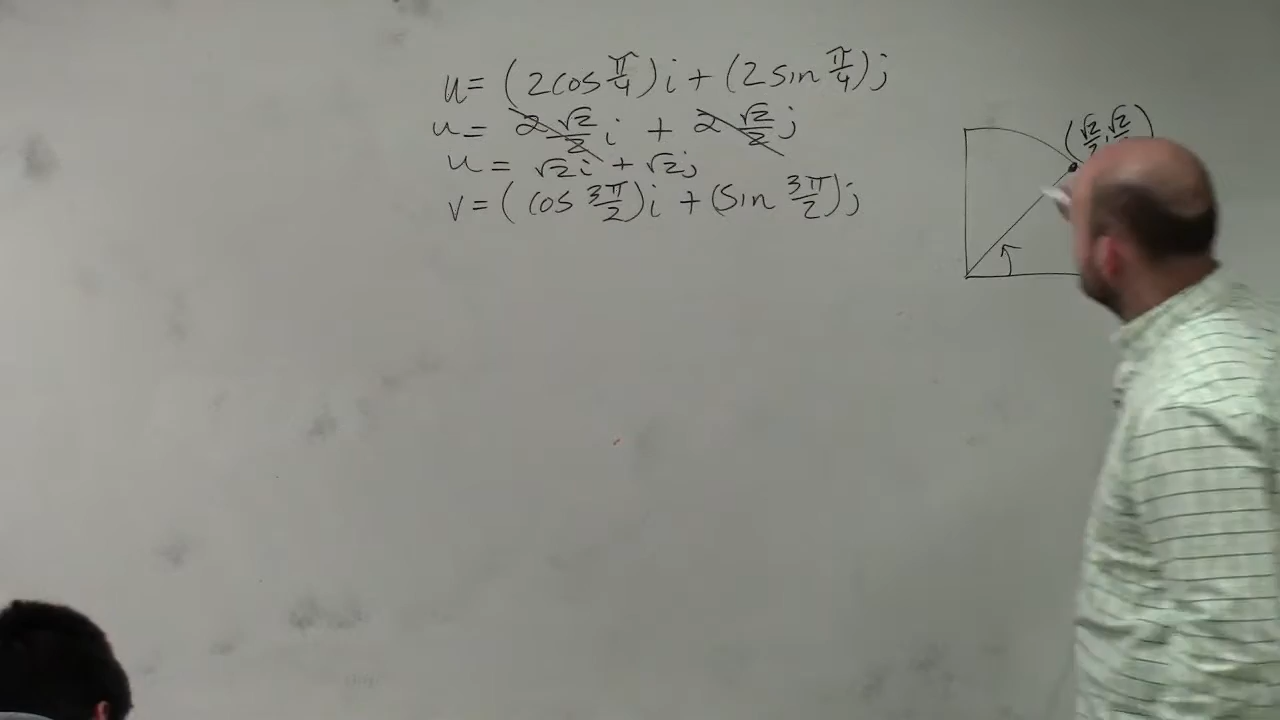 u = (2cos π/4)i + (2sin π/4)j
u = 2 √2/2 i + 2 √2/2 j
u = √2i + √2j
v = (cos 3π/2)i + (sin 3π/2)j
(√2/2, √2/2)